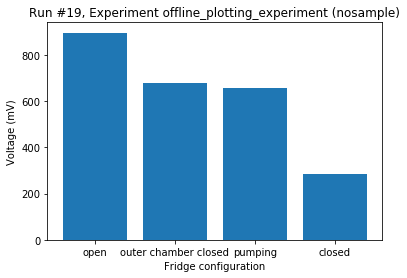 Run #19, Experiment offline_plotting_experiment (nosample)
800
600
400
200
0
Voltage (mV)
open outer chamber closed pumping closed
Fridge configuration